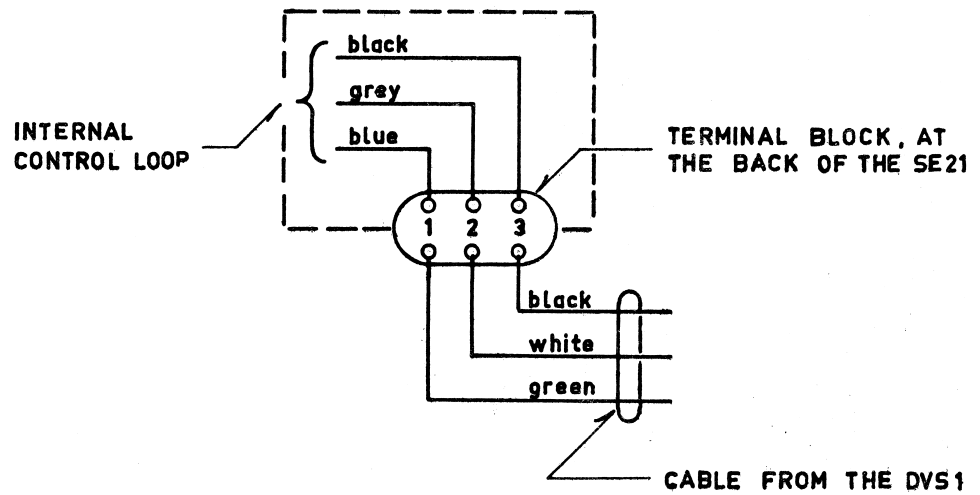 black
grey
blue
INTERNAL
CONTROL LOOP
TERMINAL BLOCK, AT
THE BACK OF THE SE21
1 2 3
black
white
green
CABLE FROM THE DVS1